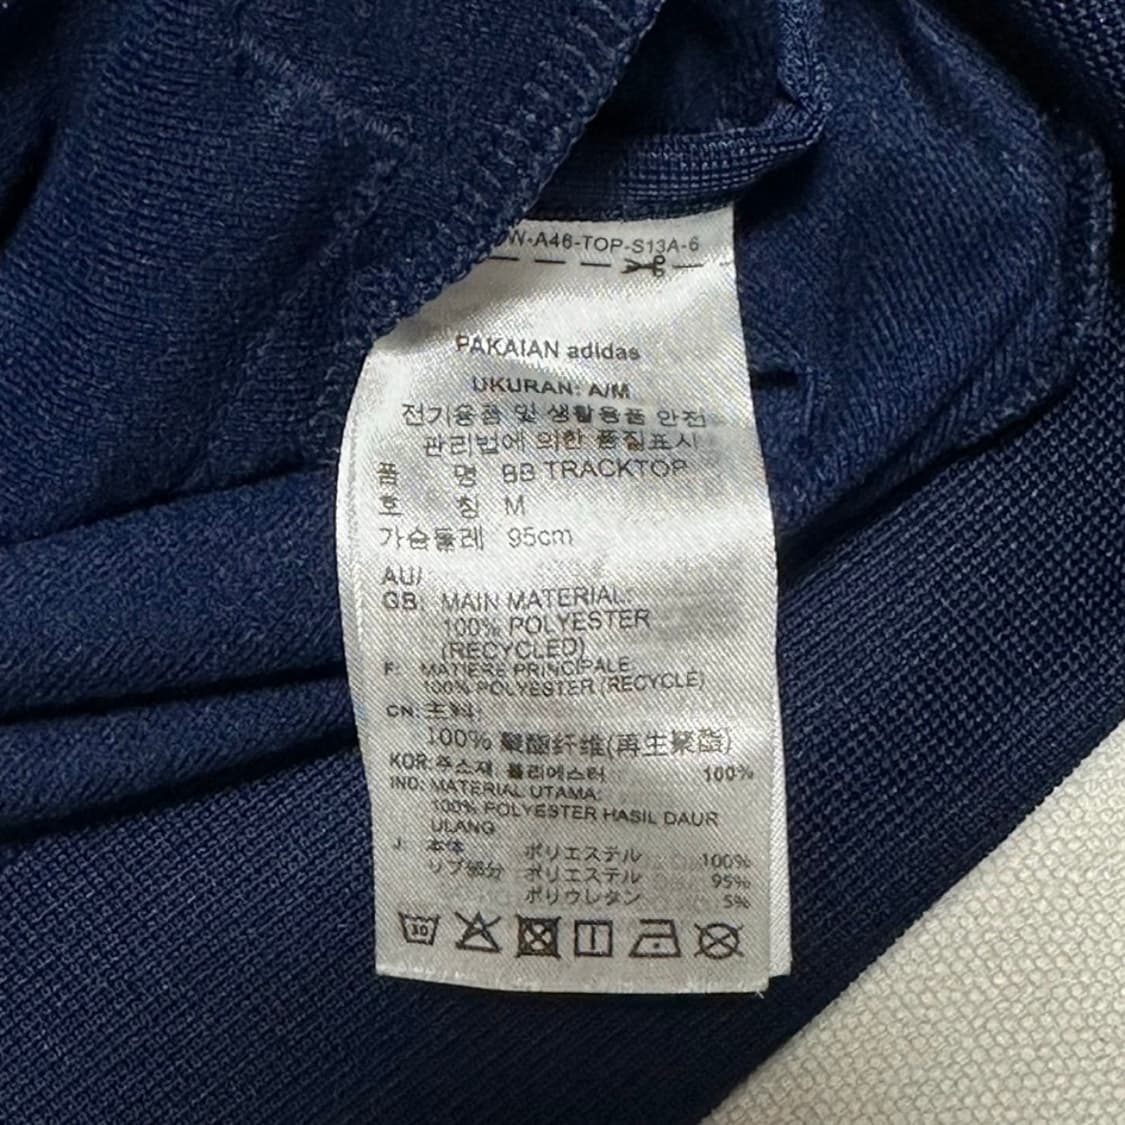 W-A46-TOP-S13A-6
PAKAIAN adidas
UKURAN: A/M
전기용품 및 생활용품 안전
관리법에 의한 품질표시
품 명 BB TRACKTOP
호 칭 M
가슴둘레 95cm
AU/
GB: MAIN MATERIAL:
100% POLYESTER
(RECYCLED)
F: MATIERE PRINCIPALE:
100% POLYESTER (RECYCLÉ)
CN: 主料:
100% 聚酯纤维(再生聚酯)
KOR: 주소재: 폴리에스터 100%
IND: MATERIAL UTAMA:
100% POLYESTER HASIL DAUR
ULANG
J: 本体 ポリエステル 100%
リブ部分 ポリエステル 95%
ポリウレタン 5%
30